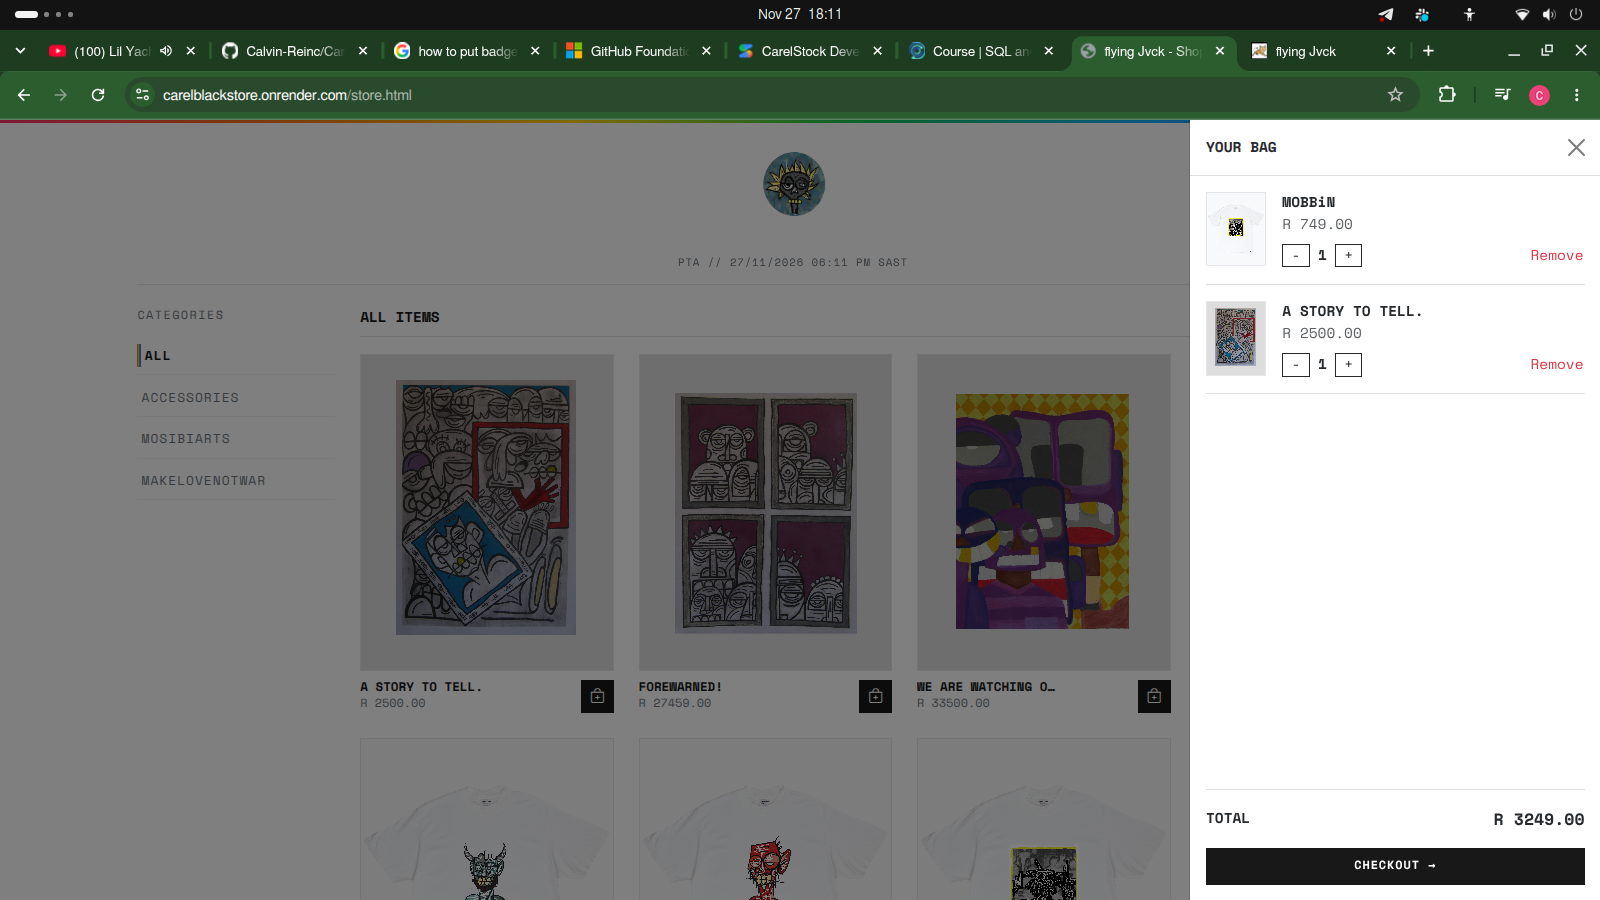 Nov 27 18:11
(100) Lil Yach
Calvin-Reinc/Car
how to put badge
GitHub Foundati
CarelStock Deve
Course | SQL an
flying Jvck - Sho
flying Jvck
carelblackstore.onrender.com/store.html
C
YOUR BAG
MOBBiN
R 749.00
- 1 +
Remove
A STORY TO TELL.
R 2500.00
- 1 +
Remove
TOTAL
R 3249.00
CHECKOUT →
PTA // 27/11/2026 06:11 PM SAST
CATEGORIES
ALL
ACCESSORIES
MOSIBIARTS
MAKELOVENOTWAR
ALL ITEMS
A STORY TO TELL.
R 2500.00
FOREWARNED!
R 27459.00
WE ARE WATCHING O…
R 33500.00